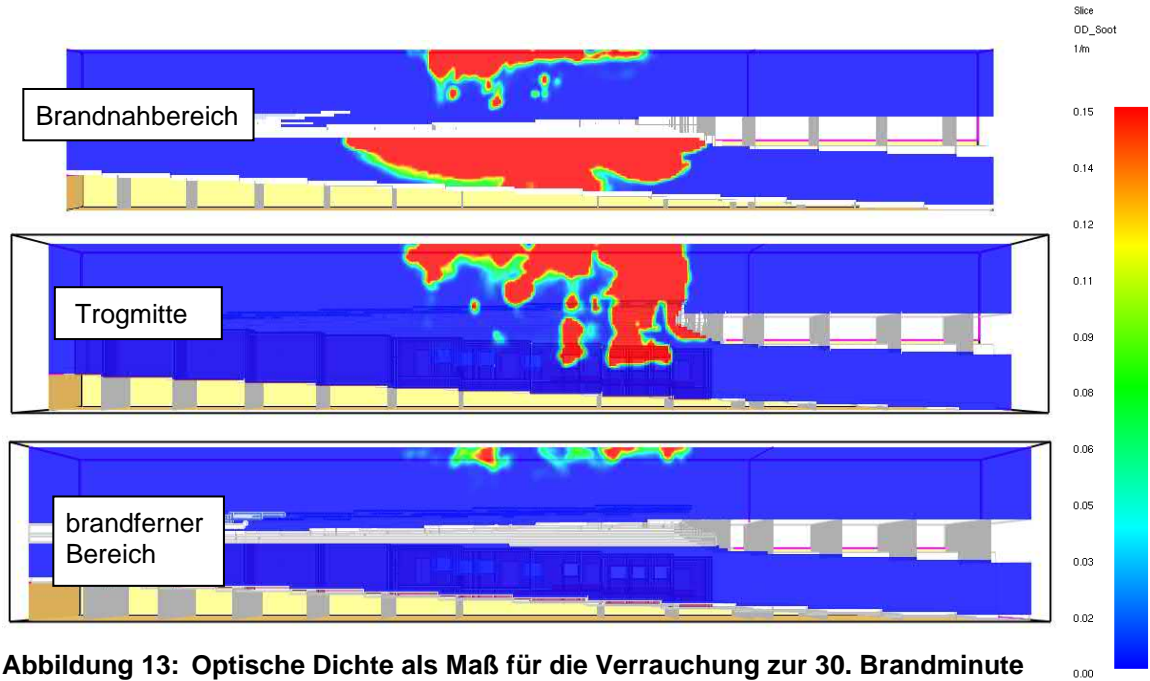 Slice
OD_Soot
1/m
0.15
0.14
0.12
0.11
0.09
0.08
0.06
0.05
0.03
0.02
0.00
Brandnahbereich
Trogmitte
brandferner
Bereich
Abbildung 13: Optische Dichte als Maß für die Verrauchung zur 30. Brandminute